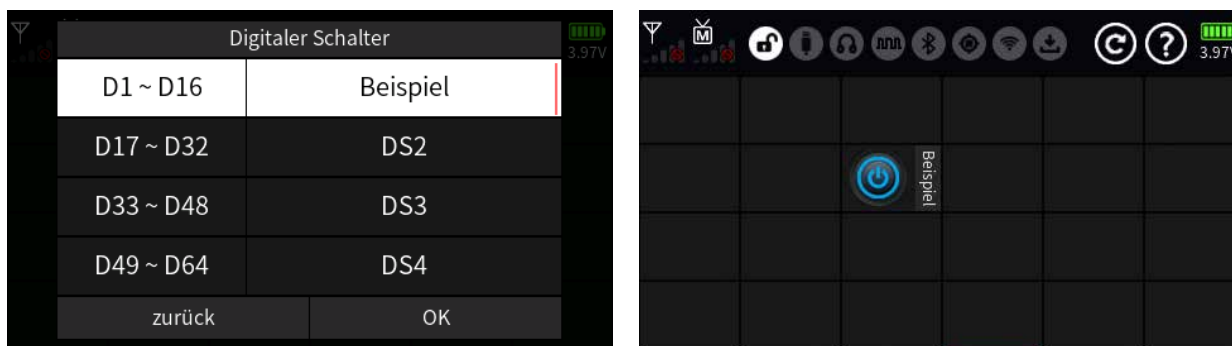 Digitaler Schalter
3.97V
D1 ~ D16 Beispiel
D17 ~ D32 DS2
D33 ~ D48 DS3
D49 ~ D64 DS4
zurück OK
M
C ? 3.97V
Beispiel